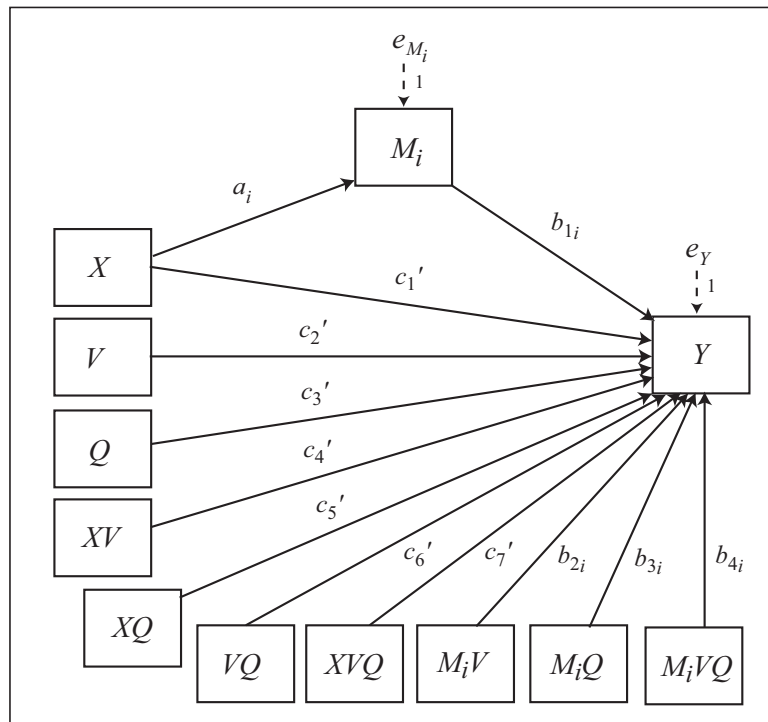 e_{M_i}
1
M_i
a_i
b_{1i}
X
e_Y
1
c_1′
V
c_2′
Y
Q
c_3′
c_4′
XV
c_5′
XQ
c_6′
c_7′
b_{2i}
b_{3i}
b_{4i}
VQ
XVQ
M_iV
M_iQ
M_iVQ